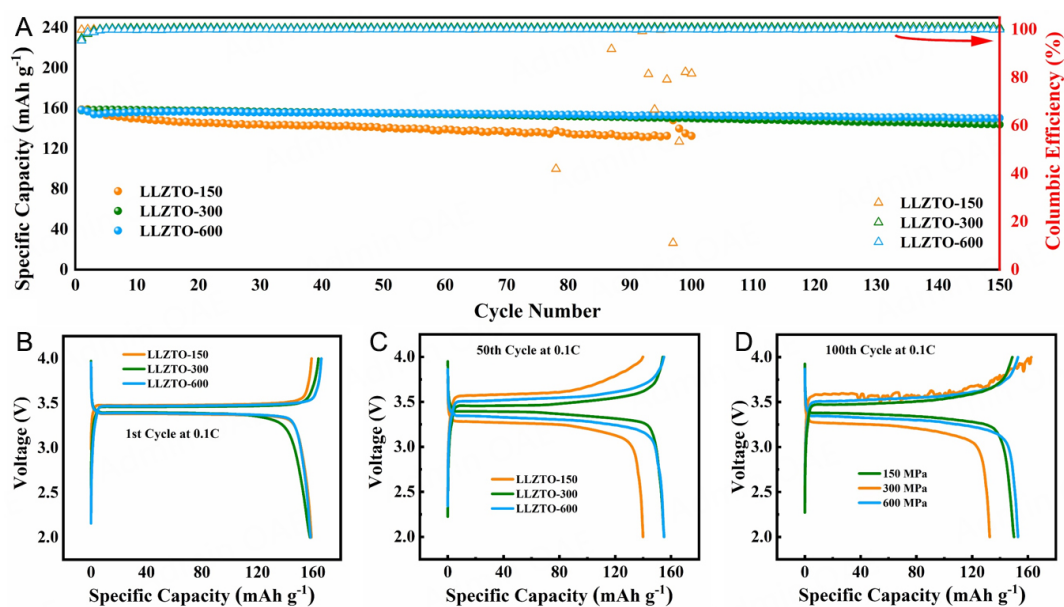 A
Specific Capacity (mAh g⁻¹)
240
200
160
120
80
40
0
LLZTO-150
LLZTO-300
LLZTO-600
LLZTO-150
LLZTO-300
LLZTO-600
100
80
60
40
20
0
Columbic Efficiency (%)
0 10 20 30 40 50 60 70 80 90 100 110 120 130 140 150
Cycle Number
B
Voltage (V)
4.0
3.5
3.0
2.5
2.0
LLZTO-150
LLZTO-300
LLZTO-600
1st Cycle at 0.1C
0 40 80 120 160
Specific Capacity (mAh g⁻¹)
C
Voltage (V)
4.0
3.5
3.0
2.5
2.0
50th Cycle at 0.1C
LLZTO-150
LLZTO-300
LLZTO-600
0 40 80 120 160
Specific Capacity (mAh g⁻¹)
D
Voltage (V)
4.0
3.5
3.0
2.5
2.0
100th Cycle at 0.1C
150 MPa
300 MPa
600 MPa
0 40 80 120 160
Specific Capacity (mAh g⁻¹)